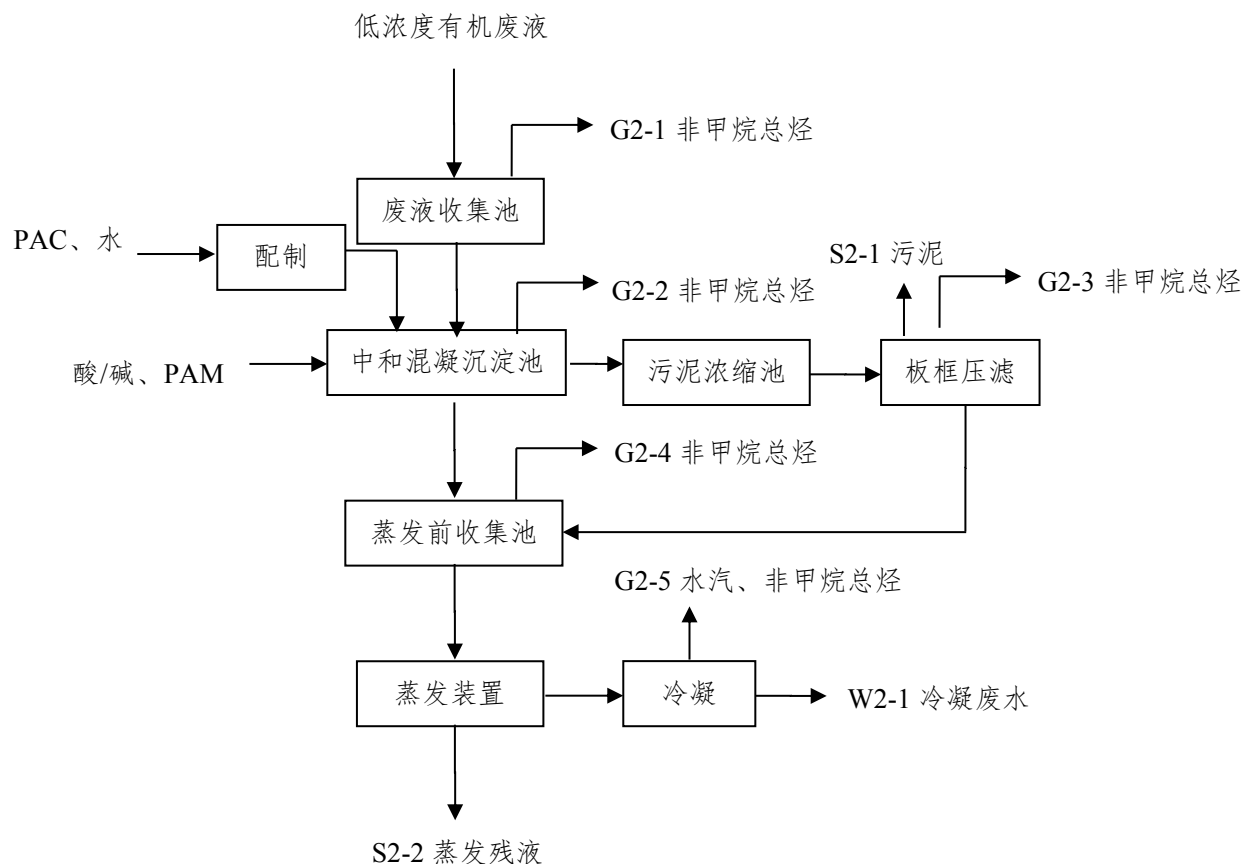 低浓度有机废液
G2-1 非甲烷总烃
废液收集池
PAC、水
配制
S2-1 污泥
G2-2 非甲烷总烃
G2-3 非甲烷总烃
酸/碱、PAM
中和混凝沉淀池
污泥浓缩池
板框压滤
G2-4 非甲烷总烃
蒸发前收集池
G2-5 水汽、非甲烷总烃
蒸发装置
冷凝
W2-1 冷凝废水
S2-2 蒸发残液